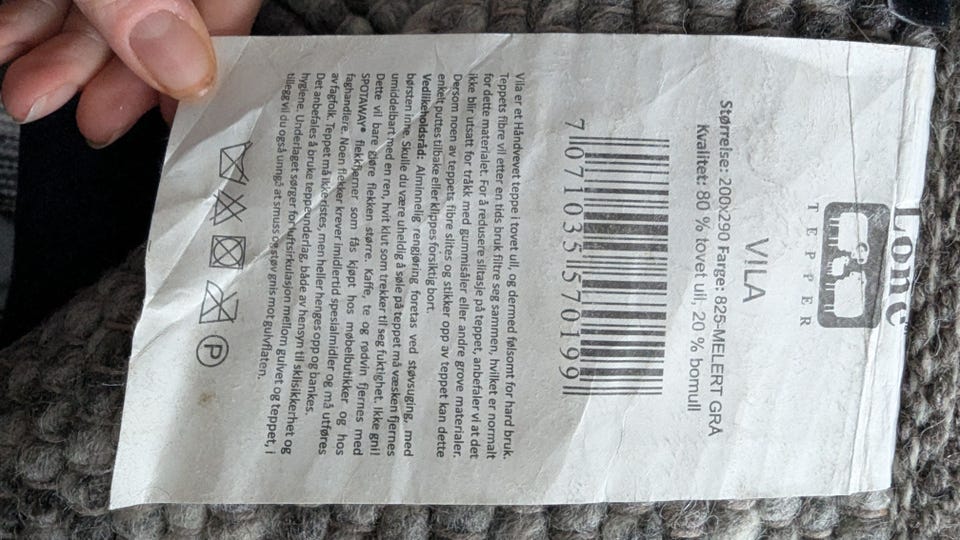 Lone
TEPPER
VILA
Størrelse: 200x290 Farge: 825-MELERT GRÅ
Kvalitet: 80 % tovet ull, 20 % bomull
7 071035 570199
Vila er et Håndvevet teppe i tovet ull, og dermed følsomt for hard bruk.
Teppets fibre vil etter en tids bruk filtre seg sammen, hvilket er normalt
for dette materialet. For å redusere slitasje på teppet, anbefaler vi at det
ikke blir utsatt for tråkk med gummisåler eller andre grove materialer.
Dersom noen av teppets fibre slites og stikker opp av teppet kan dette
enkelt puttes tilbake eller klippes forsiktig bort.
Vedlikeholdsråd: Alminnelig rengjøring foretas ved støvsuging, med
børsten inne. Skulle du være uheldig å søle på teppet må væsken fjernes
umiddelbart med en ren, hvit klut som trekker til seg fuktighet. Ikke gni!
Dette vil bare gjøre flekken større. Kaffe, te og rødvin fjernes med
SPOTAWAY® flekkfjerner som fås kjøpt hos møbelbutikker og hos
faghandlere. Noen flekker krever imidlertid spesialmidler og må utføres
av fagfolk. Teppet må ikke ristes, men heller henges opp og bankes.
Det anbefales å bruke teppeunderlag, både av hensyn til sklisikkerhet og
hygiene. Underlaget sørger for luftsirkulasjon mellom gulvet og teppet, i
tillegg vil du også unngå at smuss og støv gnis mot gulvflaten.
P